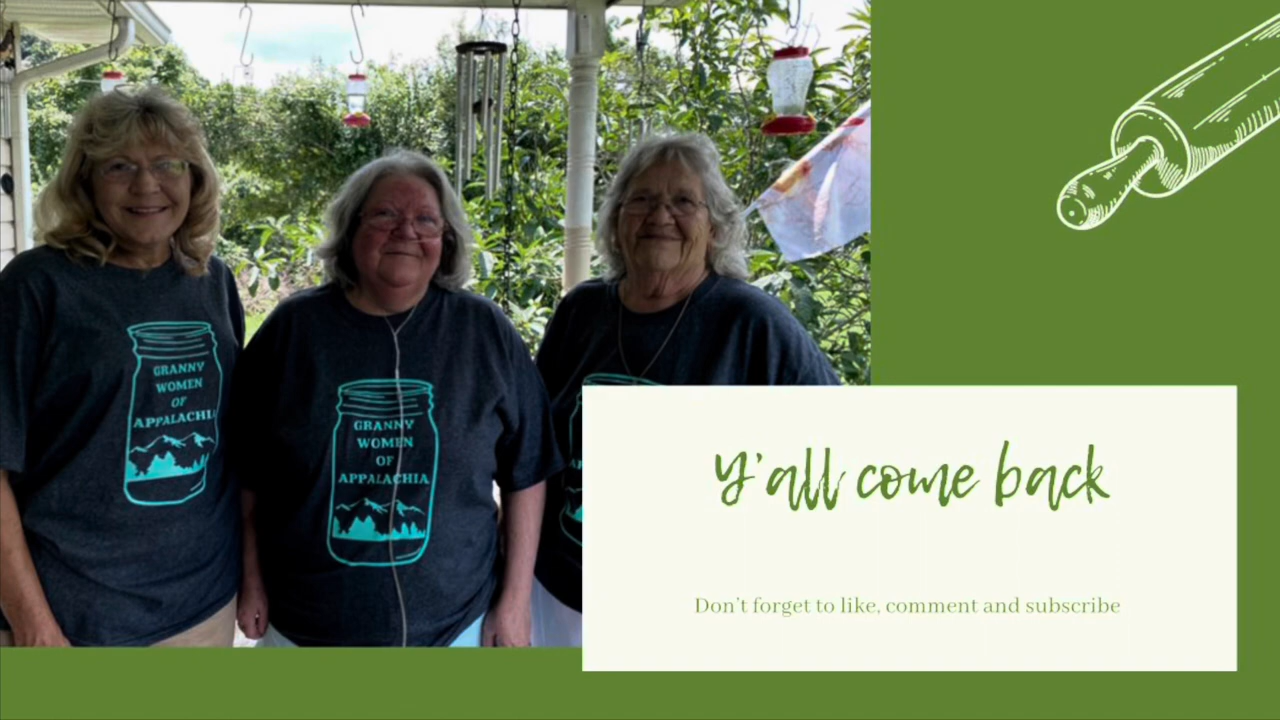 GRANNY
WOMEN
OF
APPALACHIA
GRANNY
WOMEN
OF
APPALACHIA
Y'all come back
Don't forget to like, comment and subscribe